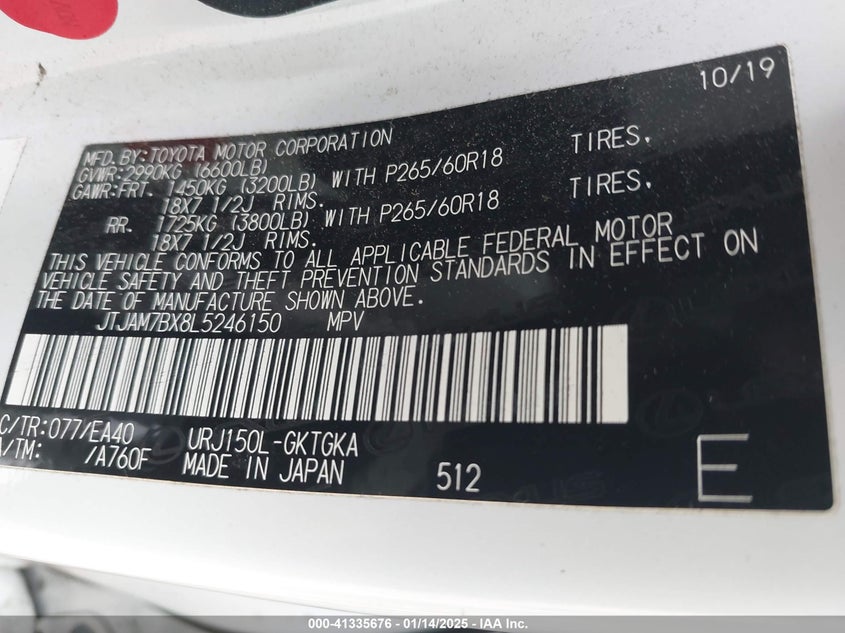 10/19
MFD. BY: TOYOTA MOTOR CORPORATION
GVWR: 2990KG (6600LB)
GAWR: FRT. 1450KG (3200LB) WITH P265/60R18 TIRES,
18X7 1/2J RIMS.
RR. 1725KG (3800LB) WITH P265/60R18 TIRES,
18X7 1/2J RIMS.
THIS VEHICLE CONFORMS TO ALL APPLICABLE FEDERAL MOTOR
VEHICLE SAFETY AND THEFT PREVENTION STANDARDS IN EFFECT ON
THE DATE OF MANUFACTURE SHOWN ABOVE.
JTJAM7BX8L5246150 MPV
C/TR: 077/EA40 URJ150L-GKTGKA
A/TM: /A760F MADE IN JAPAN 512 E
000-41335676 - 01/14/2025 - IAA Inc.